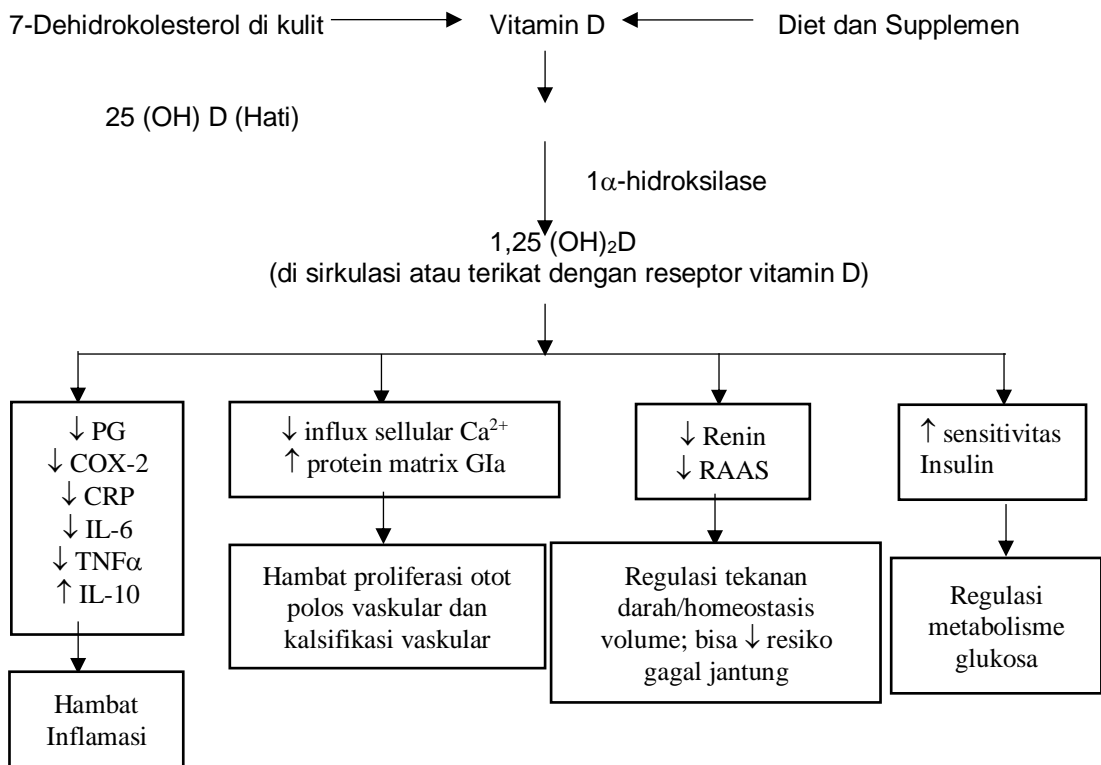 7-Dehidrokolesterol di kulit
Vitamin D
Diet dan Supplemen
25 (OH) D (Hati)
1α-hidroksilase
1,25 (OH)₂D
(di sirkulasi atau terikat dengan reseptor vitamin D)
↓ PG
↓ COX-2
↓ CRP
↓ IL-6
↓ TNFα
↑ IL-10
↓ influx sellular Ca²⁺
↑ protein matrix GIa
↓ Renin
↓ RAAS
↑ sensitivitas
Insulin
Hambat proliferasi otot
polos vaskular dan
kalsifikasi vaskular
Regulasi tekanan
darah/homeostasis
volume; bisa ↓ resiko
gagal jantung
Regulasi
metabolisme
glukosa
Hambat
Inflamasi